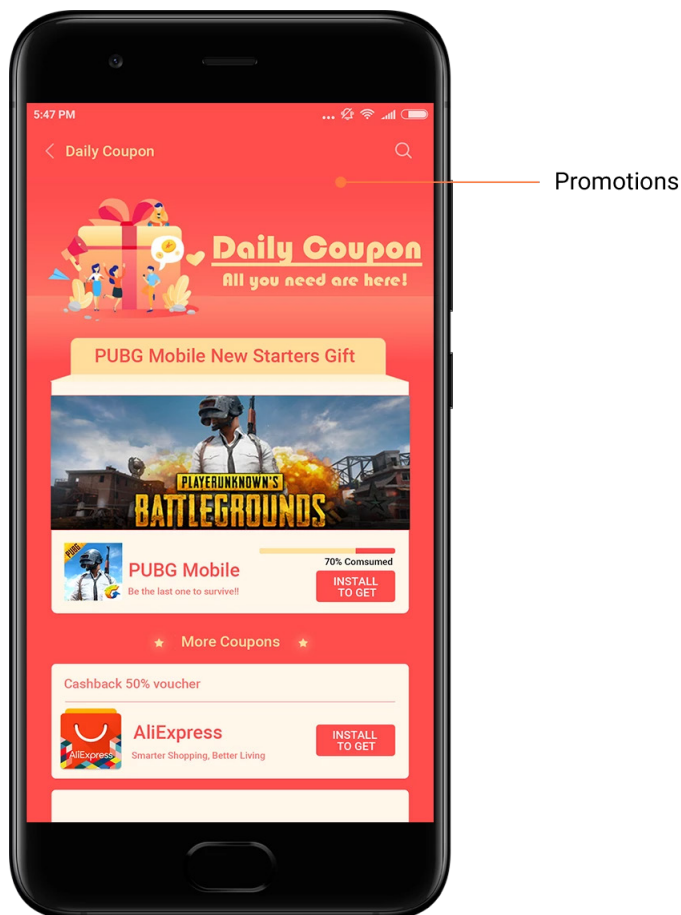 5:47 PM
Daily Coupon
Promotions
Daily Coupon
All you need are here!
PUBG Mobile New Starters Gift
PLAYERUNKNOWN'S
BATTLEGROUNDS
PUBG
70% Comsumed
PUBG Mobile
Be the last one to survive!!
INSTALL
TO GET
More Coupons
Cashback 50% voucher
AliExpress
AliExpress
Smarter Shopping, Better Living
INSTALL
TO GET